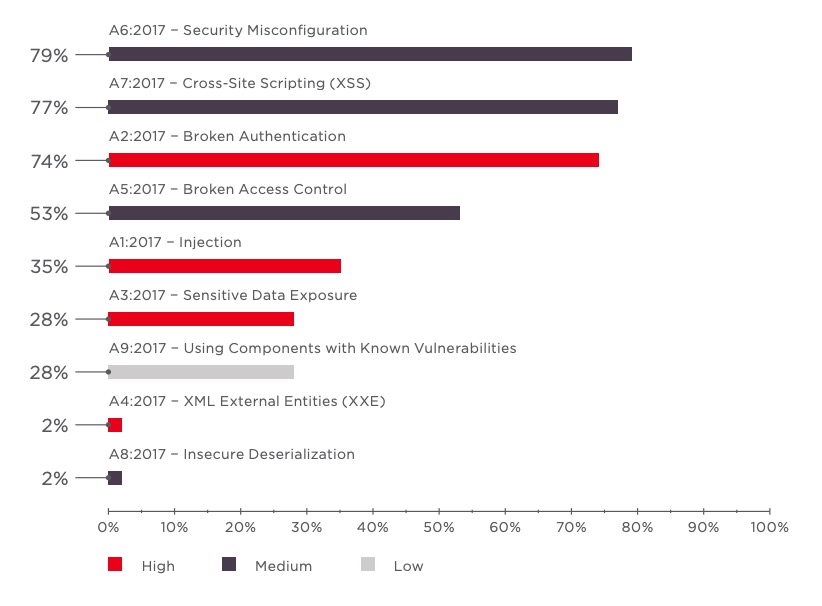 A6:2017 – Security Misconfiguration
79%
A7:2017 – Cross-Site Scripting (XSS)
77%
A2:2017 – Broken Authentication
74%
A5:2017 – Broken Access Control
53%
A1:2017 – Injection
35%
A3:2017 – Sensitive Data Exposure
28%
A9:2017 – Using Components with Known Vulnerabilities
28%
A4:2017 – XML External Entities (XXE)
2%
A8:2017 – Insecure Deserialization
2%
0% 10% 20% 30% 40% 50% 60% 70% 80% 90% 100%
High Medium Low